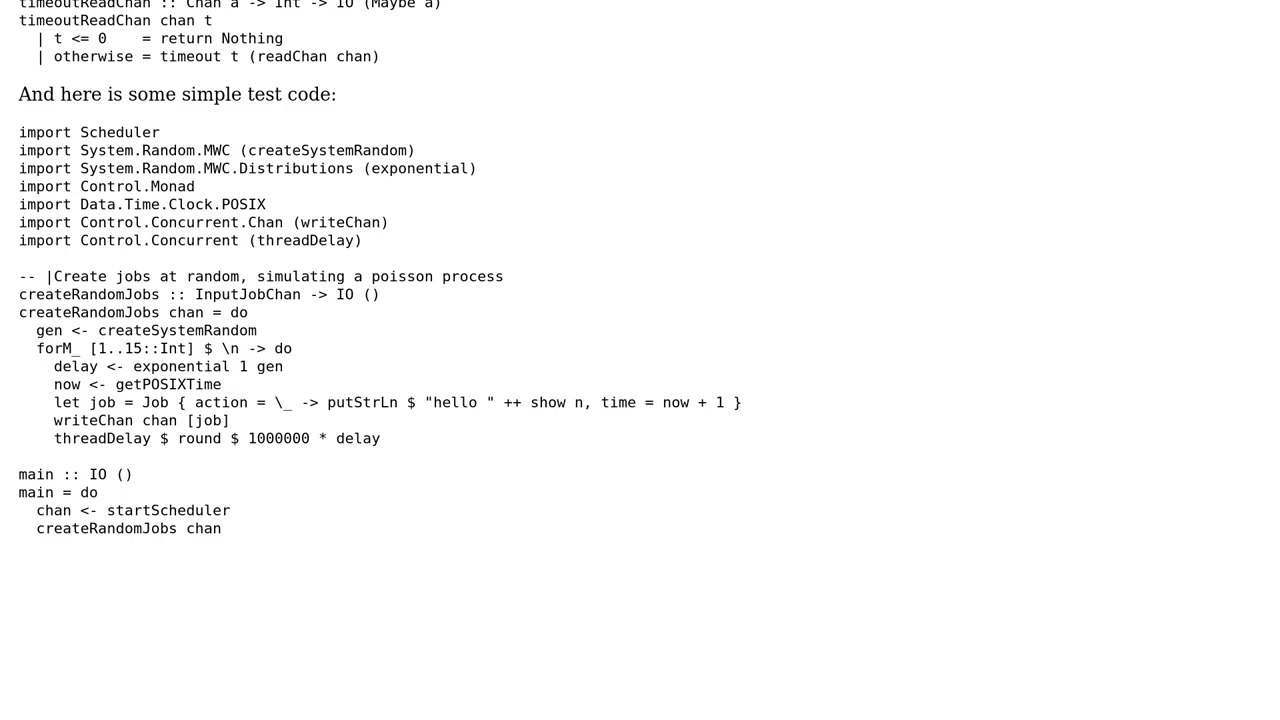 timeoutReadChan :: Chan a -> Int -> IO (Maybe a)
timeoutReadChan chan t
  | t <= 0    = return Nothing
  | otherwise = timeout t (readChan chan)
And here is some simple test code:
import Scheduler
import System.Random.MWC (createSystemRandom)
import System.Random.MWC.Distributions (exponential)
import Control.Monad
import Data.Time.Clock.POSIX
import Control.Concurrent.Chan (writeChan)
import Control.Concurrent (threadDelay)
-- |Create jobs at random, simulating a poisson process
createRandomJobs :: InputJobChan -> IO ()
createRandomJobs chan = do
  gen <- createSystemRandom
  forM_ [1..15::Int] $ \n -> do
    delay <- exponential 1 gen
    now <- getPOSIXTime
    let job = Job { action = \_ -> putStrLn $ "hello " ++ show n, time = now + 1 }
    writeChan chan [job]
    threadDelay $ round $ 1000000 * delay
main :: IO ()
main = do
  chan <- startScheduler
  createRandomJobs chan